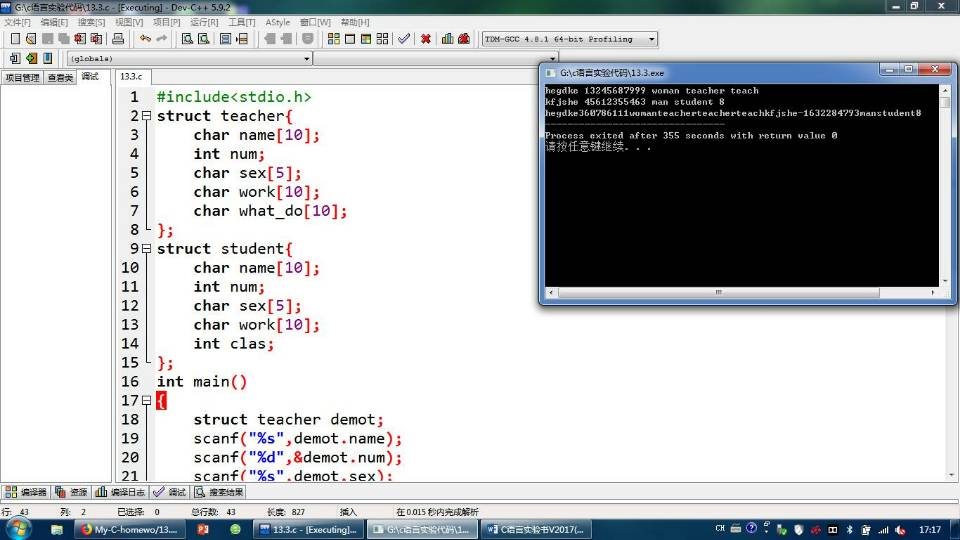 G:\c语言实验代码\13.3.c - [Executing] - Dev-C++ 5.9.2
文件[F] 编辑[E] 搜索[S] 视图[V] 项目[P] 运行[R] 工具[T] AStyle 窗口[W] 帮助[H]
TDM-GCC 4.8.1 64-bit Profiling
(globals)
项目管理 查看类 调试 13.3.c
1 #include<stdio.h>
2 struct teacher{
3 char name[10];
4 int num;
5 char sex[5];
6 char work[10];
7 char what_do[10];
8 };
9 struct student{
10 char name[10];
11 int num;
12 char sex[5];
13 char work[10];
14 int clas;
15 };
16 int main()
17 {
18 struct teacher demot;
19 scanf("%s",demot.name);
20 scanf("%d",&demot.num);
21 scanf("%s",demot.sex);
G:\c语言实验代码\13.3.exe
hegdke 13245687999 woman teacher teach
kfjshe 45612355463 man student 8
hegdke360786111womanteacherteacherteachkfjshe-1632284793manstudent8
--------------------------------
Process exited after 355 seconds with return value 0
请按任意键继续. . .
编译器 资源 编译日志 调试 搜索结果
行: 43 列: 2 已选择: 0 总行数: 43 长度: 827 插入 在 0.015 秒内完成解析
My-C-homewo/13.... 13.3.c - [Executing]... G:\c语言实验代码\1... C语言实验书V2017(... CH 17:17